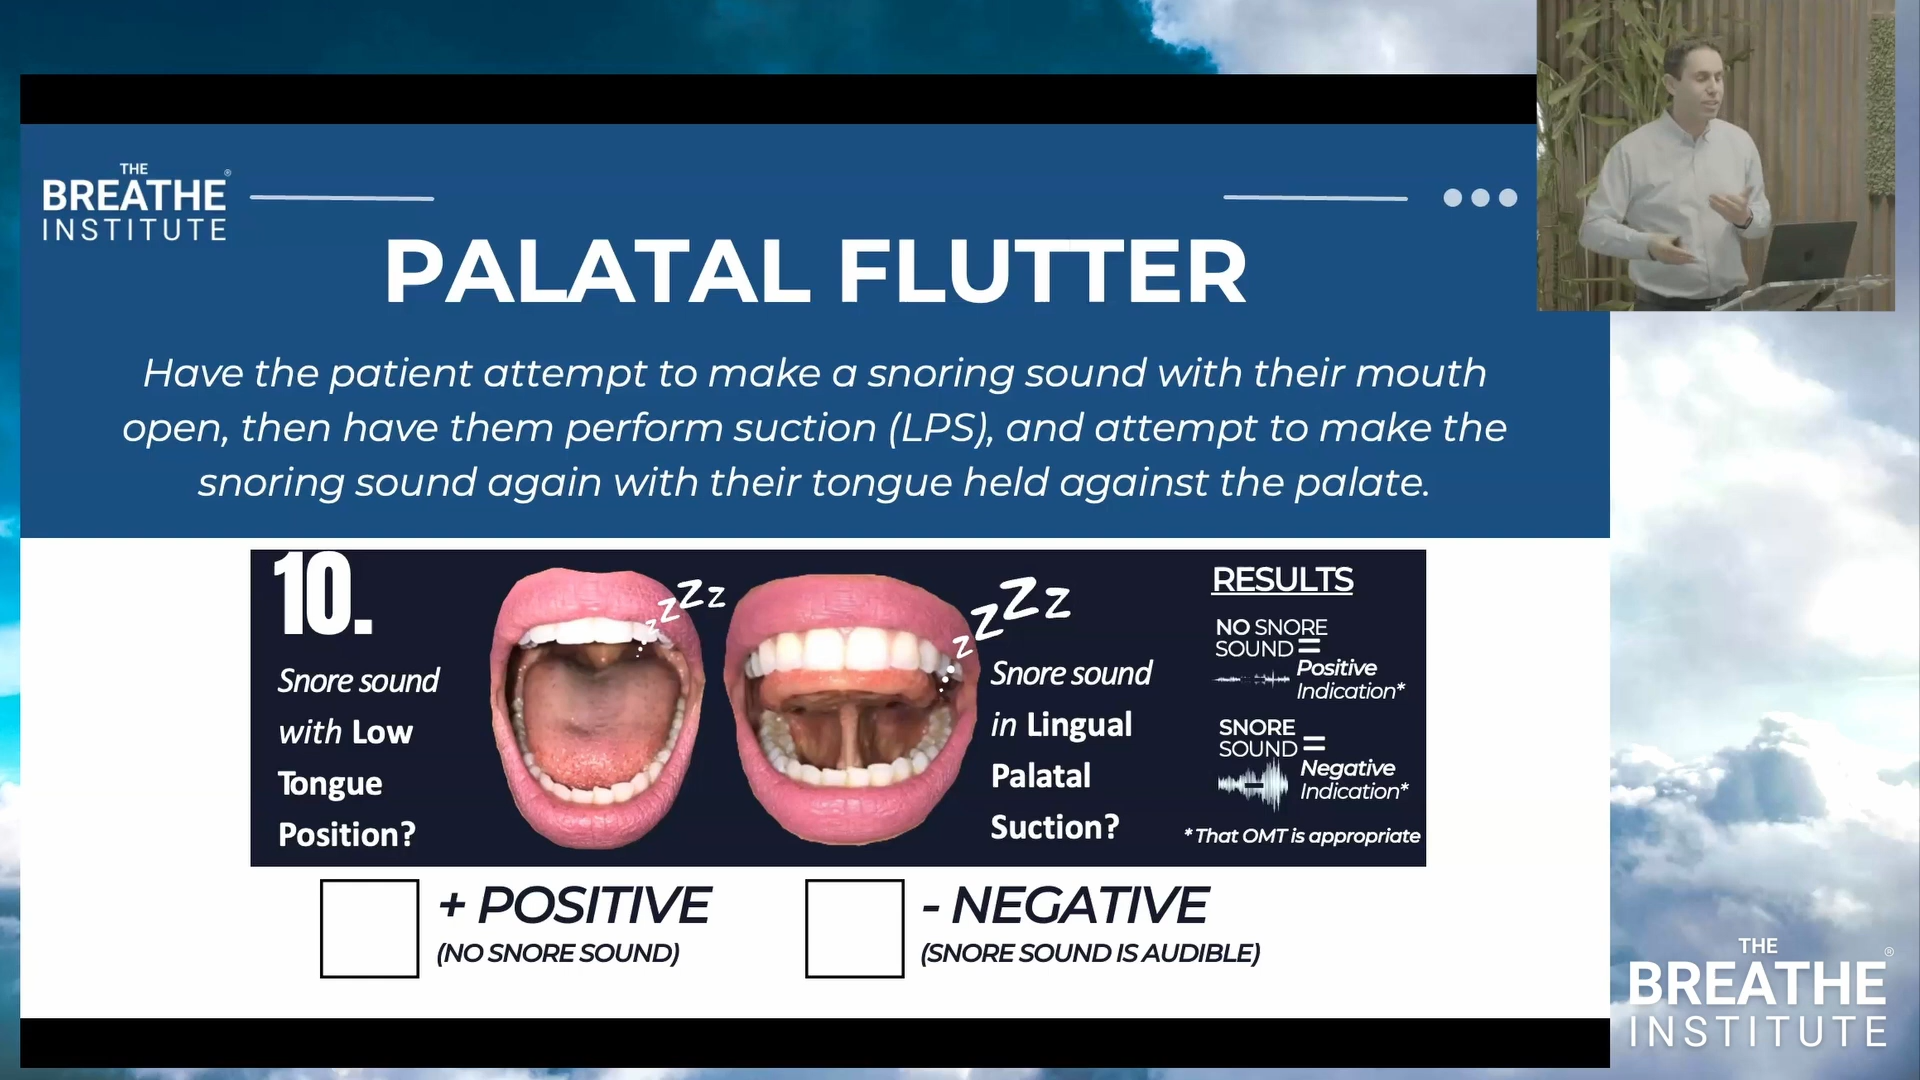 THE
BREATHE®
INSTITUTE
PALATAL FLUTTER
Have the patient attempt to make a snoring sound with their mouth
open, then have them perform suction (LPS), and attempt to make the
snoring sound again with their tongue held against the palate.
10.
Snore sound
with Low
Tongue
Position?
z z Z z
z z Z z
Snore sound
in Lingual
Palatal
Suction?
RESULTS
NO SNORE
SOUND =
Positive
Indication*
SNORE
SOUND =
Negative
Indication*
* That OMT is appropriate
+ POSITIVE
(NO SNORE SOUND)
- NEGATIVE
(SNORE SOUND IS AUDIBLE)
THE
BREATHE®
INSTITUTE